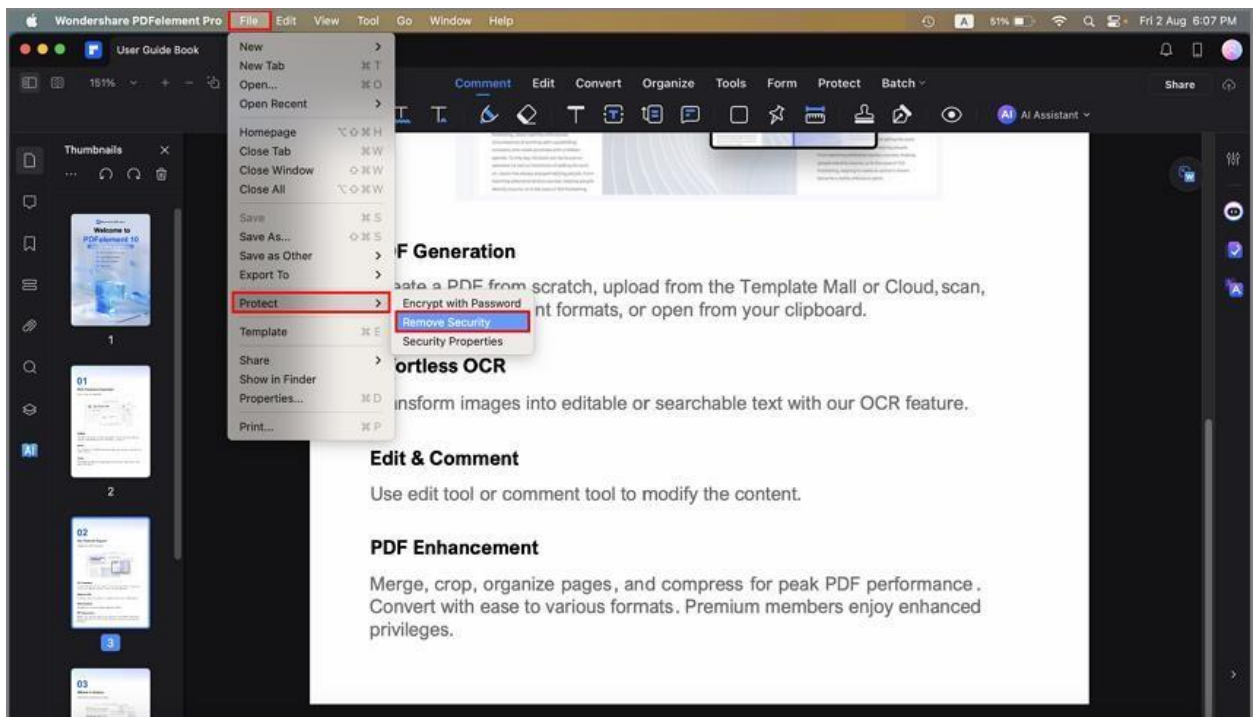 Wondershare PDFelement Pro File Edit View Tool Go Window Help A 51% Fri 2 Aug 6:07 PM
User Guide Book
151% Comment Edit Convert Organize Tools Form Protect Batch Share
AI Assistant
New
New Tab ⌘ T
Open... ⌘ O
Open Recent
Homepage ⌥⇧⌘ H
Close Tab ⌘ W
Close Window ⇧⌘ W
Close All ⌥⇧⌘ W
Save ⌘ S
Save As... ⇧⌘ S
Save as Other
Export To
Protect
Template ⌘ E
Share
Show in Finder
Properties... ⌘ D
Print... ⌘ P
Encrypt with Password
Remove Security
Security Properties
Thumbnails
Welcome to
PDFelement 10
1
01
2
02
3
03
F Generation
eate a PDF from scratch, upload from the Template Mall or Cloud, scan,
nt formats, or open from your clipboard.
ortless OCR
ansform images into editable or searchable text with our OCR feature.
Edit & Comment
Use edit tool or comment tool to modify the content.
PDF Enhancement
Merge, crop, organize pages, and compress for peak PDF performance.
Convert with ease to various formats. Premium members enjoy enhanced
privileges.